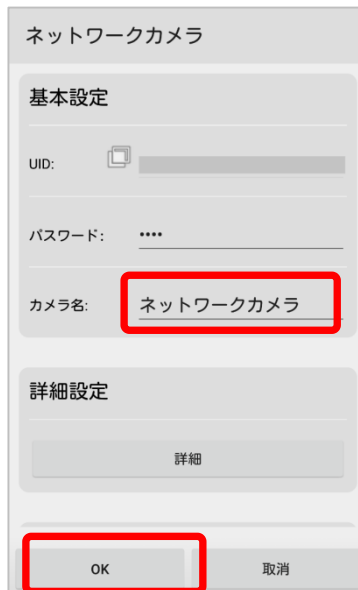 ネットワークカメラ
基本設定
UID:
パスワード: ••••
カメラ名: ネットワークカメラ
詳細設定
詳細
OK 取消